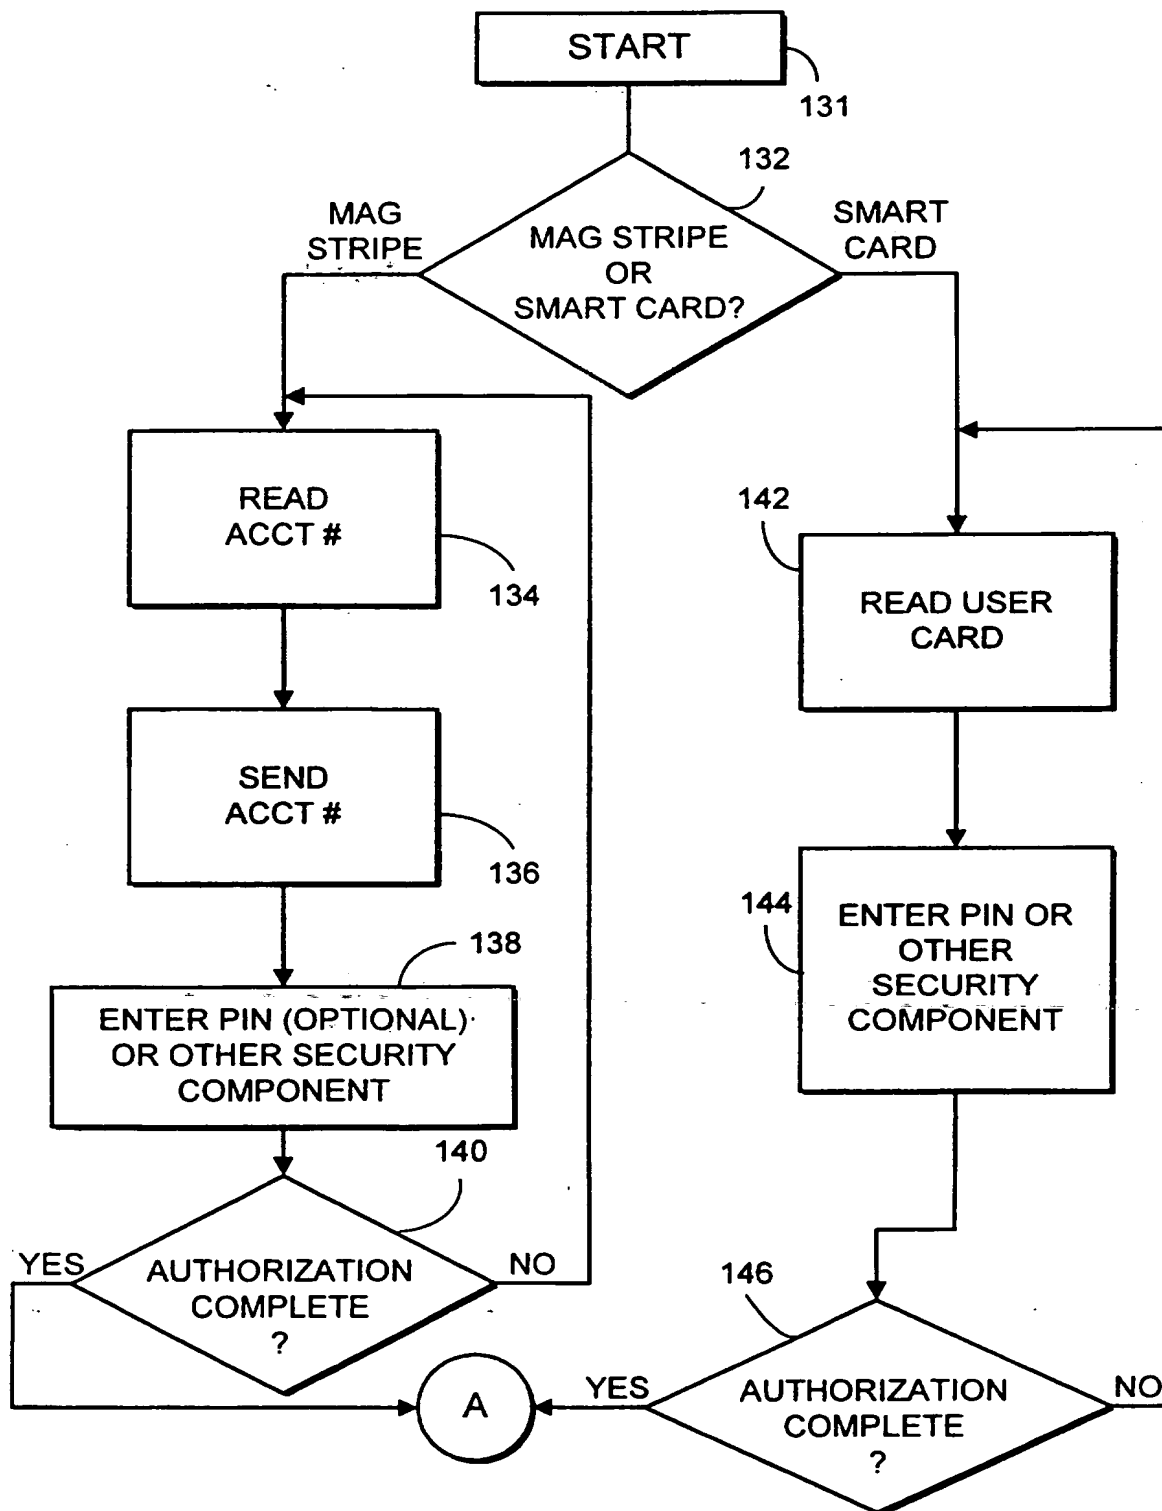 START
131
132
MAG
STRIPE
SMART
CARD
MAG STRIPE
OR
SMART CARD?
READ
ACCT #
134
142
READ USER
CARD
SEND
ACCT #
136
138
ENTER PIN (OPTIONAL)
OR OTHER SECURITY
COMPONENT
144
ENTER PIN OR
OTHER
SECURITY
COMPONENT
140
YES
NO
AUTHORIZATION
COMPLETE
?
146
A
YES
NO
AUTHORIZATION
COMPLETE
?